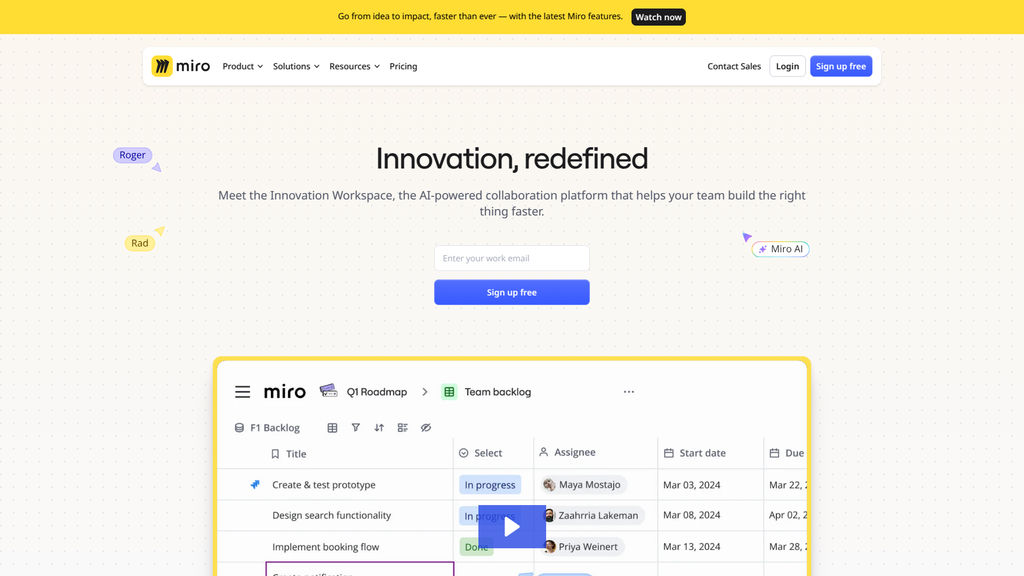 Go from idea to impact, faster than ever — with the latest Miro features. Watch now
miro Product Solutions Resources Pricing Contact Sales Login Sign up free
Roger
Innovation, redefined
Meet the Innovation Workspace, the AI-powered collaboration platform that helps your team build the right
thing faster.
Rad
Miro AI
Enter your work email
Sign up free
miro Q1 Roadmap Team backlog
F1 Backlog
Title Select Assignee Start date Due
Create & test prototype In progress Maya Mostajo Mar 03, 2024 Mar 22, 2
Design search functionality In progress Zaahrria Lakeman Mar 08, 2024 Apr 02, 2
Implement booking flow Done Priya Weinert Mar 13, 2024 Mar 28, 2